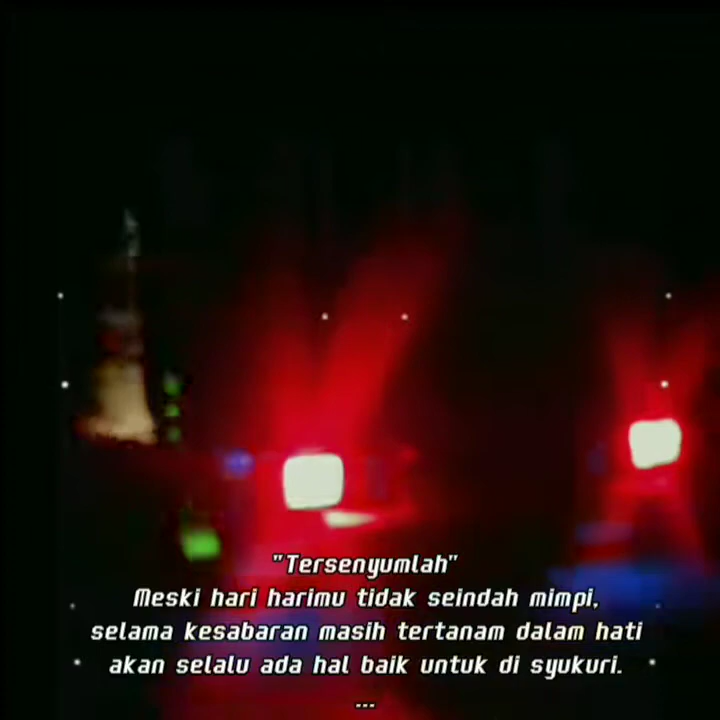 "Tersenyumlah"
Meski hari harimu tidak seindah mimpi,
selama kesabaran masih tertanam dalam hati
akan selalu ada hal baik untuk di syukuri.
...